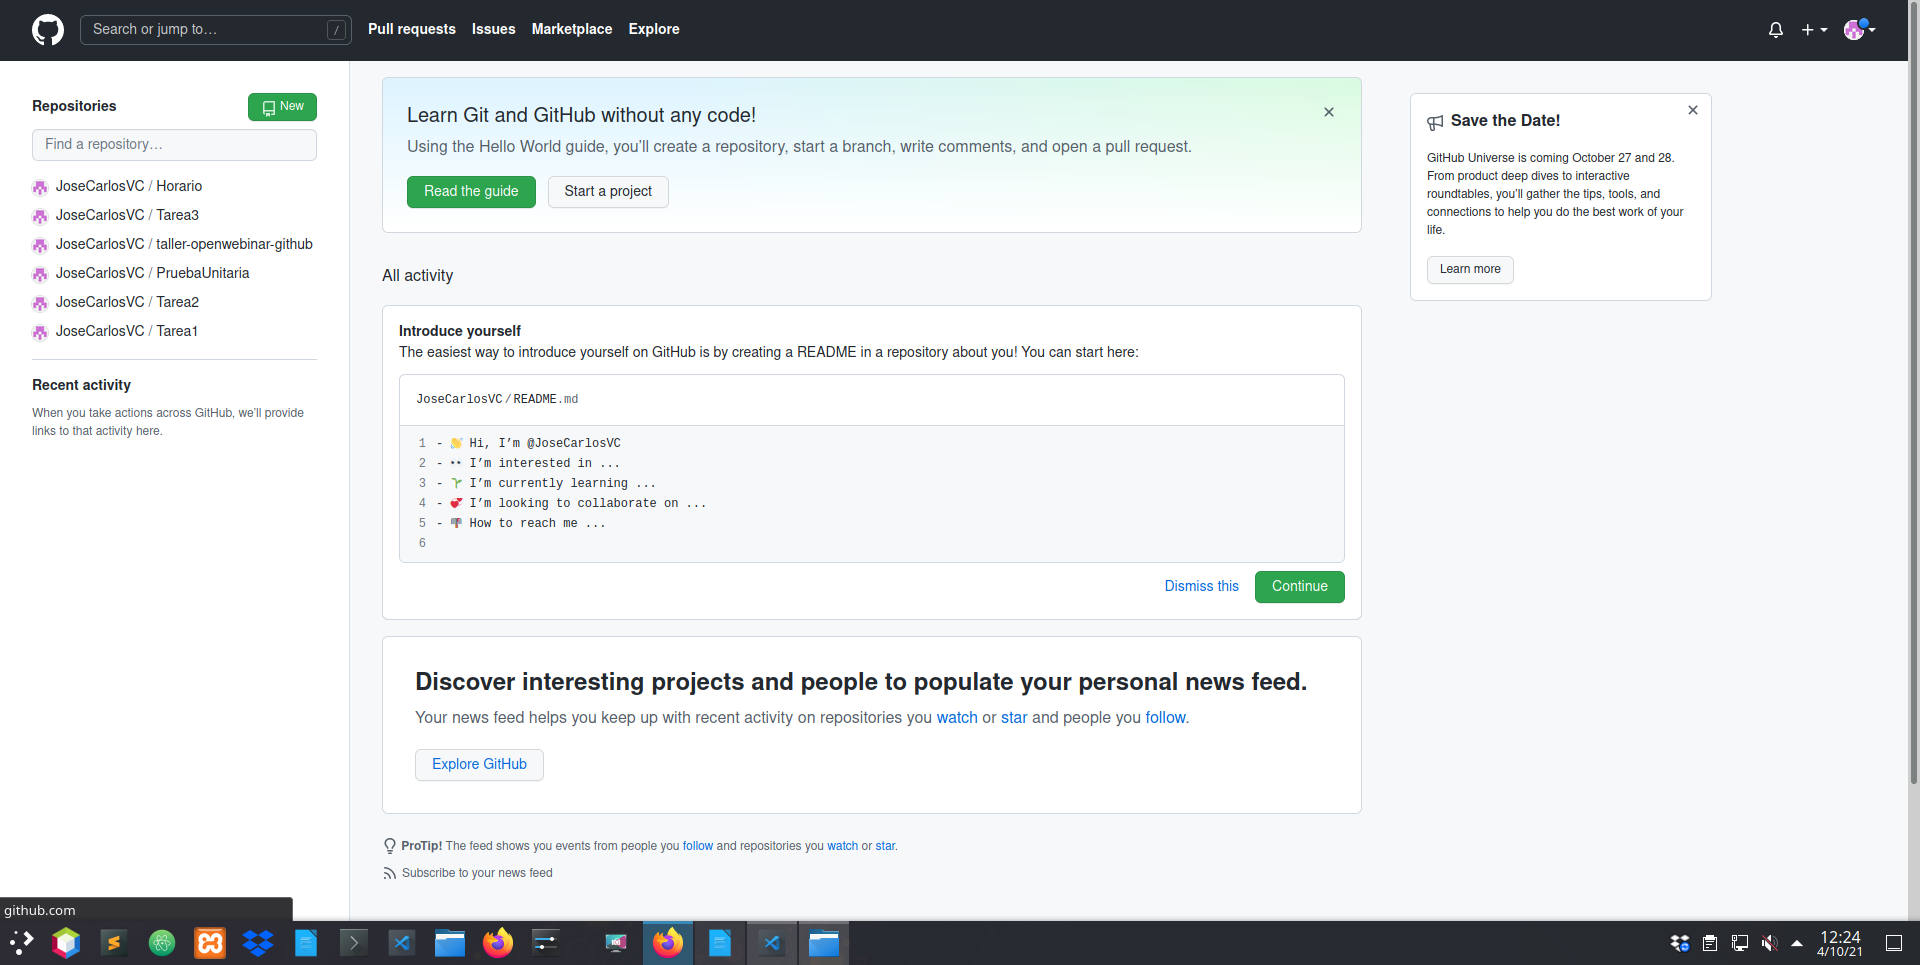 Search or jump to…
/
Pull requests
Issues
Marketplace
Explore
Repositories
New
Find a repository…
JoseCarlosVC / Horario
JoseCarlosVC / Tarea3
JoseCarlosVC / taller-openwebinar-github
JoseCarlosVC / PruebaUnitaria
JoseCarlosVC / Tarea2
JoseCarlosVC / Tarea1
Recent activity
When you take actions across GitHub, we’ll provide
links to that activity here.
Learn Git and GitHub without any code!
Using the Hello World guide, you’ll create a repository, start a branch, write comments, and open a pull request.
Read the guide
Start a project
All activity
Introduce yourself
The easiest way to introduce yourself on GitHub is by creating a README in a repository about you! You can start here:
JoseCarlosVC / README.md
1 - 👋 Hi, I’m @JoseCarlosVC
2 - 👀 I’m interested in ...
3 - 🌱 I’m currently learning ...
4 - 💞️ I’m looking to collaborate on ...
5 - 📫 How to reach me ...
6
Dismiss this
Continue
Discover interesting projects and people to populate your personal news feed.
Your news feed helps you keep up with recent activity on repositories you watch or star and people you follow.
Explore GitHub
ProTip! The feed shows you events from people you follow and repositories you watch or star.
Subscribe to your news feed
Save the Date!
GitHub Universe is coming October 27 and 28.
From product deep dives to interactive
roundtables, you’ll gather the tips, tools, and
connections to help you do the best work of your
life.
Learn more
github.com
12:24
4/10/21